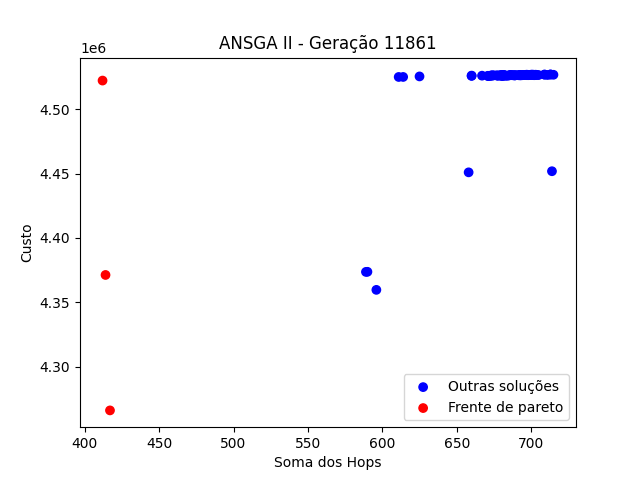 ANSGA II - Geração 11861
1e6
4.50
4.45
4.40
4.35
4.30
Custo
400 450 500 550 600 650 700
Soma dos Hops
Outras soluções
Frente de pareto